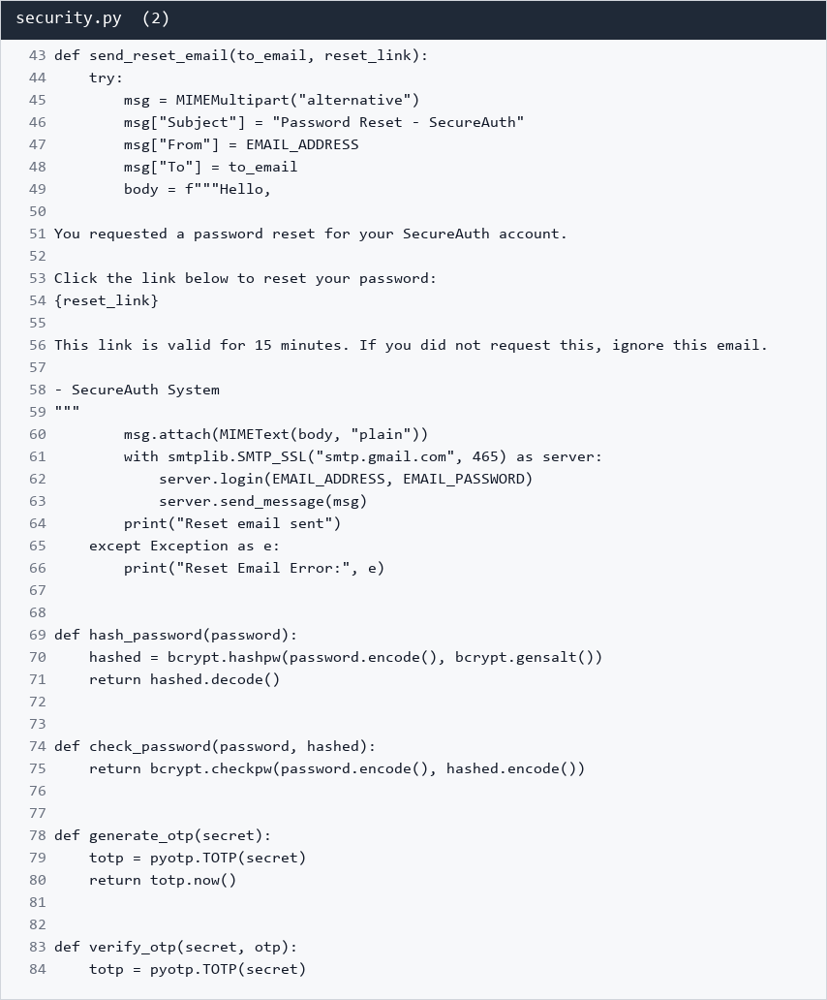 security.py  (2)
43 def send_reset_email(to_email, reset_link):
44     try:
45         msg = MIMEMultipart("alternative")
46         msg["Subject"] = "Password Reset - SecureAuth"
47         msg["From"] = EMAIL_ADDRESS
48         msg["To"] = to_email
49         body = f"""Hello,
50
51 You requested a password reset for your SecureAuth account.
52
53 Click the link below to reset your password:
54 {reset_link}
55
56 This link is valid for 15 minutes. If you did not request this, ignore this email.
57
58 - SecureAuth System
59 """
60         msg.attach(MIMEText(body, "plain"))
61         with smtplib.SMTP_SSL("smtp.gmail.com", 465) as server:
62             server.login(EMAIL_ADDRESS, EMAIL_PASSWORD)
63             server.send_message(msg)
64         print("Reset email sent")
65     except Exception as e:
66         print("Reset Email Error:", e)
67
68
69 def hash_password(password):
70     hashed = bcrypt.hashpw(password.encode(), bcrypt.gensalt())
71     return hashed.decode()
72
73
74 def check_password(password, hashed):
75     return bcrypt.checkpw(password.encode(), hashed.encode())
76
77
78 def generate_otp(secret):
79     totp = pyotp.TOTP(secret)
80     return totp.now()
81
82
83 def verify_otp(secret, otp):
84     totp = pyotp.TOTP(secret)